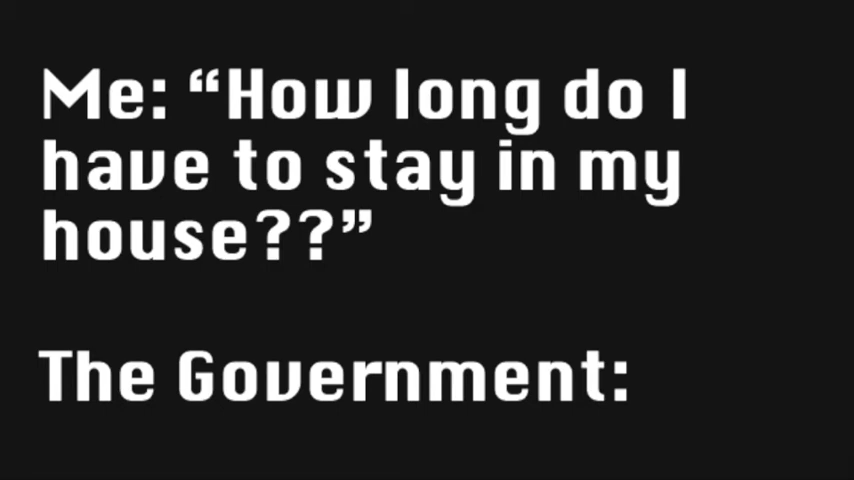 Me: “How long do I
have to stay in my
house??”
The Government: